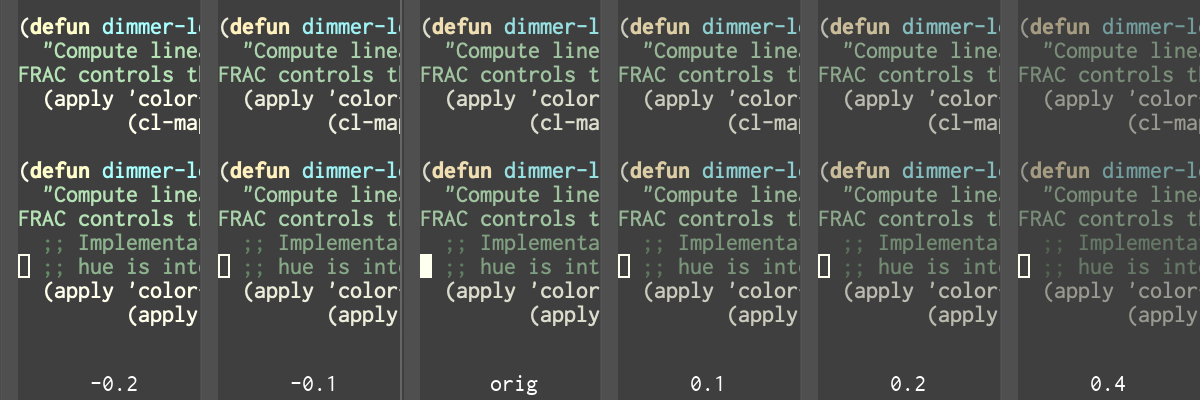 (defun dimmer-l
"Compute line
FRAC controls t
(apply 'color
(cl-ma
(defun dimmer-l
"Compute line
FRAC controls t
;; Implementa
;; hue is int
(apply 'color
(apply
-0.2
(defun dimmer-l
"Compute line
FRAC controls t
(apply 'color
(cl-ma
(defun dimmer-l
"Compute line
FRAC controls t
;; Implementa
;; hue is int
(apply 'color
(apply
-0.1
(defun dimmer-l
"Compute line
FRAC controls t
(apply 'color
(cl-ma
(defun dimmer-l
"Compute line
FRAC controls t
;; Implementa
;; hue is int
(apply 'color
(apply
orig
(defun dimmer-l
"Compute line
FRAC controls t
(apply 'color
(cl-ma
(defun dimmer-l
"Compute line
FRAC controls t
;; Implementa
;; hue is int
(apply 'color
(apply
0.1
(defun dimmer-l
"Compute line
FRAC controls t
(apply 'color
(cl-ma
(defun dimmer-l
"Compute line
FRAC controls t
;; Implementa
;; hue is int
(apply 'color
(apply
0.2
(defun dimmer-l
"Compute line
FRAC controls t
(apply 'color
(cl-ma
(defun dimmer-l
"Compute line
FRAC controls t
;; Implementa
;; hue is int
(apply 'color
(apply
0.4